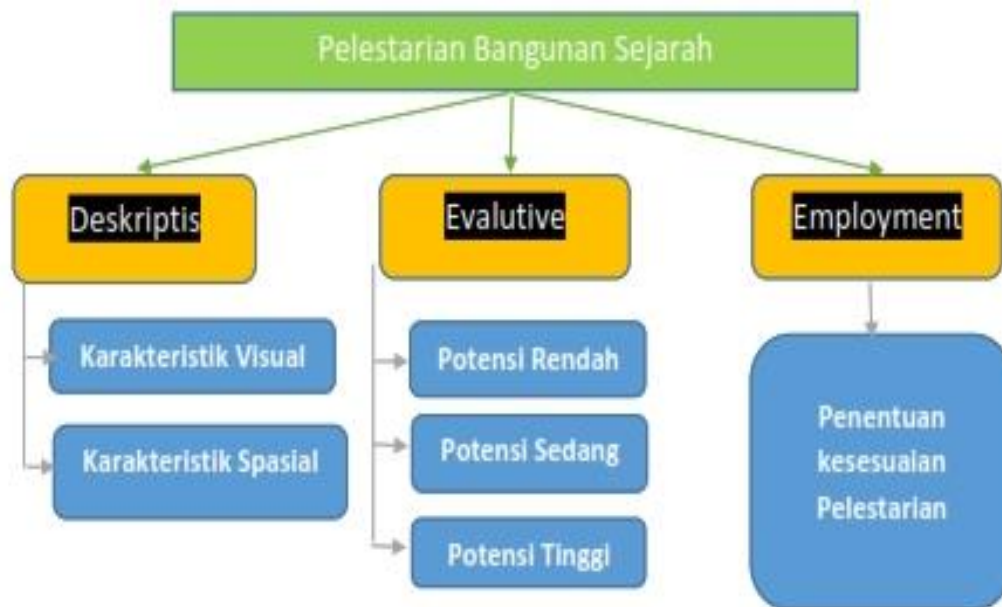 Pelestarian Bangunan Sejarah
Deskriptis
Evalutive
Employment
Karakteristik Visual
Karakteristik Spasial
Potensi Rendah
Potensi Sedang
Potensi Tinggi
Penentuan
kesesuaian
Pelestarian